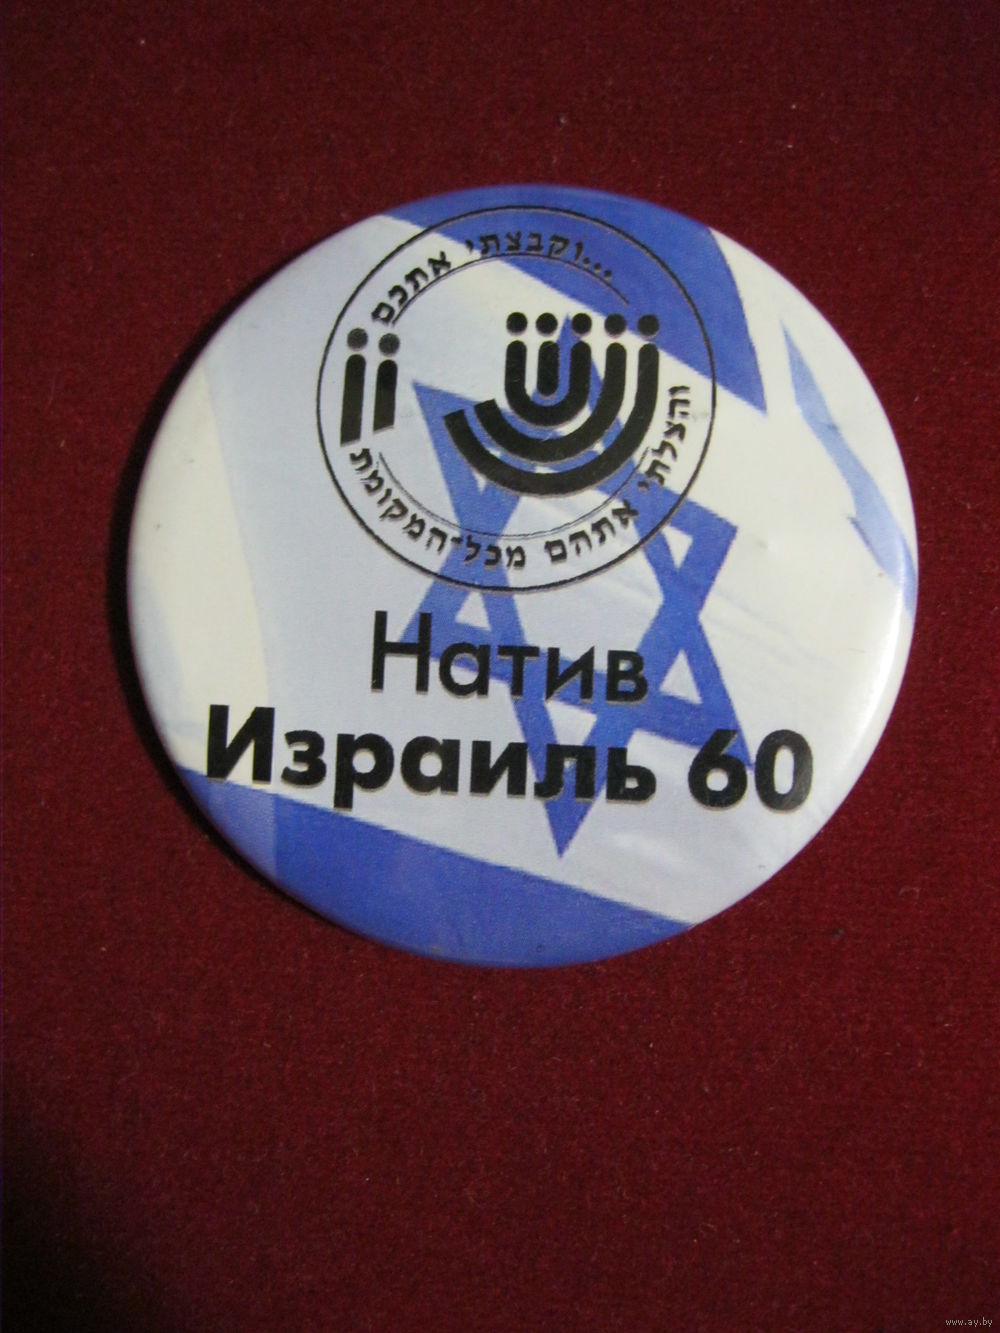 ...וקבצתי אתכם
והצלתי אתהם מכל-המקומת
Натив
Израиль 60
www.ay.by